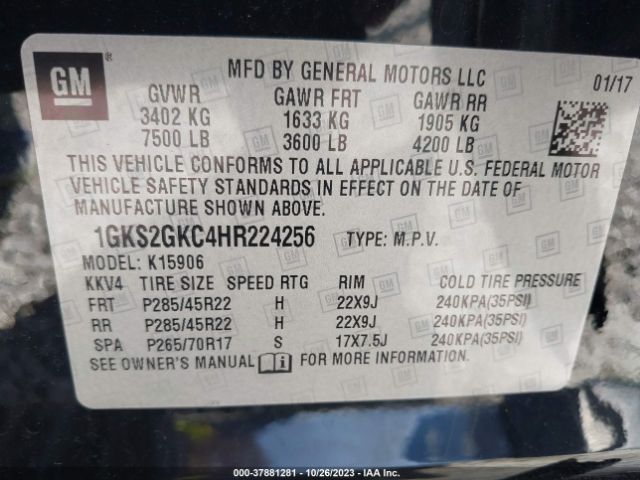 GM
MFD BY GENERAL MOTORS LLC
01/17
GVWR GAWR FRT GAWR RR
3402 KG 1633 KG 1905 KG
7500 LB 3600 LB 4200 LB
THIS VEHICLE CONFORMS TO ALL APPLICABLE U.S. FEDERAL MOTOR
VEHICLE SAFETY STANDARDS IN EFFECT ON THE DATE OF
MANUFACTURE SHOWN ABOVE.
1GKS2GKC4HR224256 TYPE: M.P.V.
MODEL: K15906
KKV4 TIRE SIZE SPEED RTG RIM COLD TIRE PRESSURE
FRT P285/45R22 H 22X9J 240KPA(35PSI)
RR P285/45R22 H 22X9J 240KPA(35PSI)
SPA P265/70R17 S 17X7.5J 240KPA(35PSI)
SEE OWNER'S MANUAL FOR MORE INFORMATION.
000-37881281 | 10/26/2023 | IAA Inc.